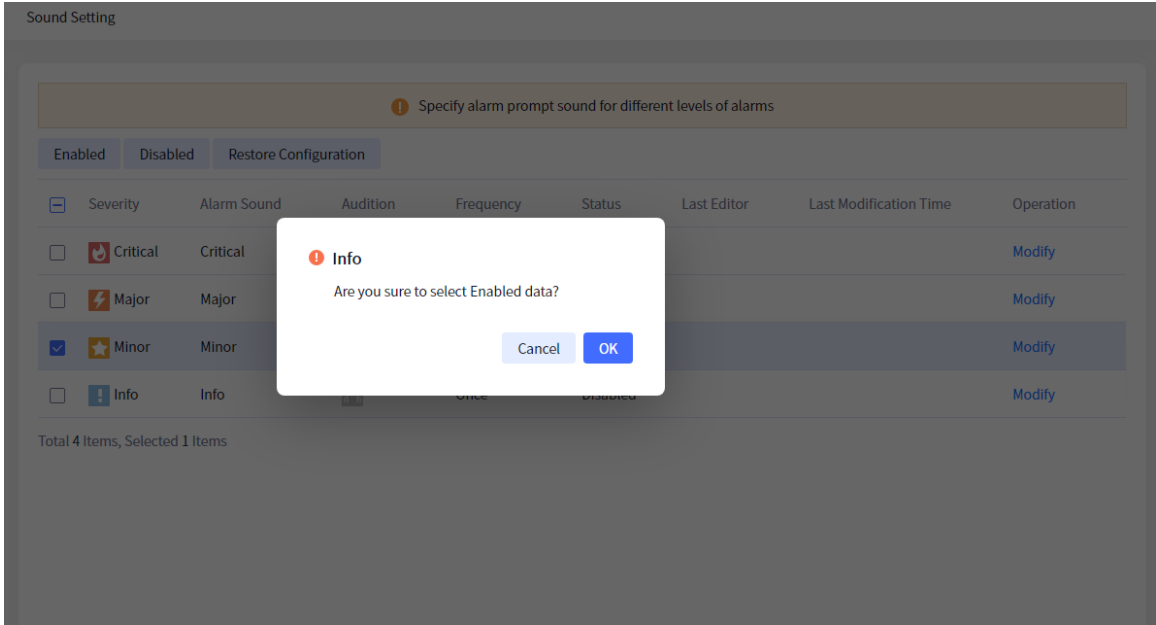 Sound Setting
Specify alarm prompt sound for different levels of alarms
Enabled Disabled Restore Configuration
Severity Alarm Sound Audition Frequency Status Last Editor Last Modification Time Operation
Critical Critical Modify
Info
Are you sure to select Enabled data?
Major Major Modify
Minor Minor Modify
Cancel OK
Info Info Once Disabled Modify
Total 4 Items, Selected 1 Items